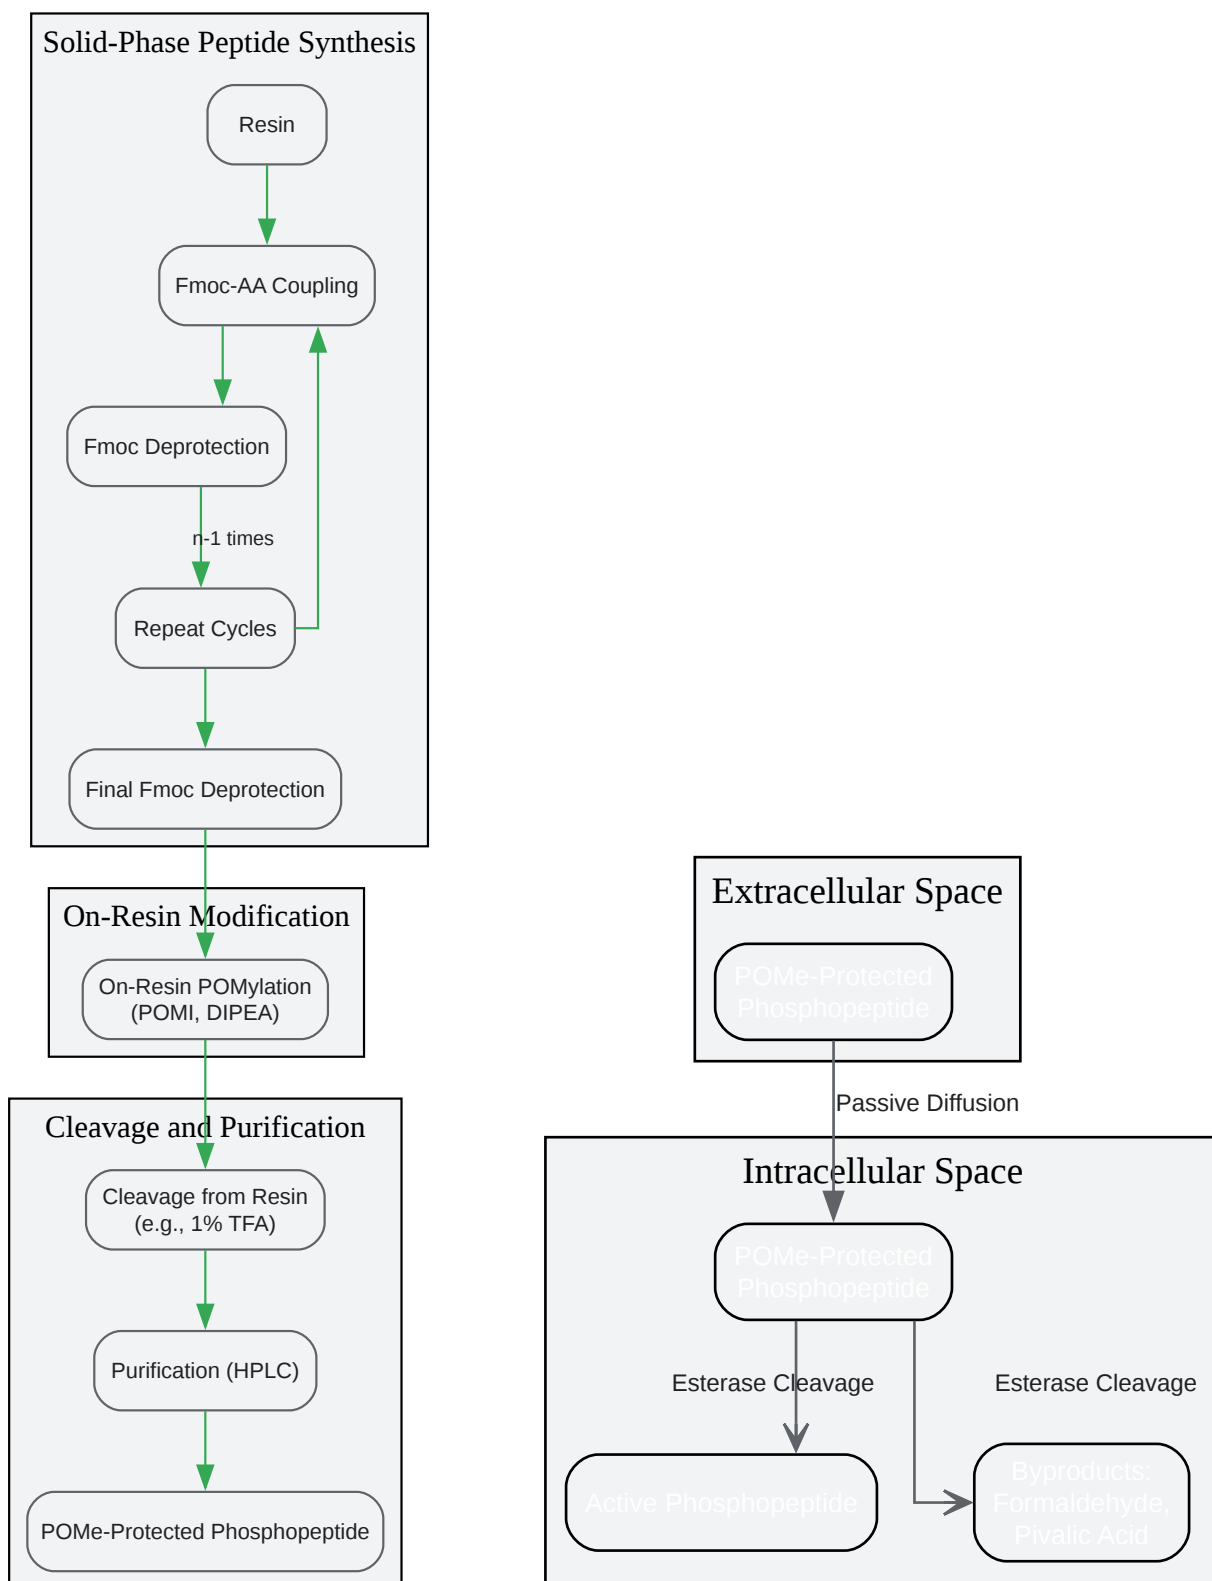 Solid-Phase Peptide Synthesis
Resin
Fmoc-AA Coupling
Fmoc Deprotection
n-1 times
Repeat Cycles
Final Fmoc Deprotection
On-Resin Modification
On-Resin POMylation
(POMI, DIPEA)
Cleavage and Purification
Cleavage from Resin
(e.g., 1% TFA)
Purification (HPLC)
POMe-Protected Phosphopeptide
Extracellular Space
POMe-Protected
Phosphopeptide
Passive Diffusion
Intracellular Space
POMe-Protected
Phosphopeptide
Esterase Cleavage
Esterase Cleavage
Active Phosphopeptide
Byproducts:
Formaldehyde,
Pivalic Acid